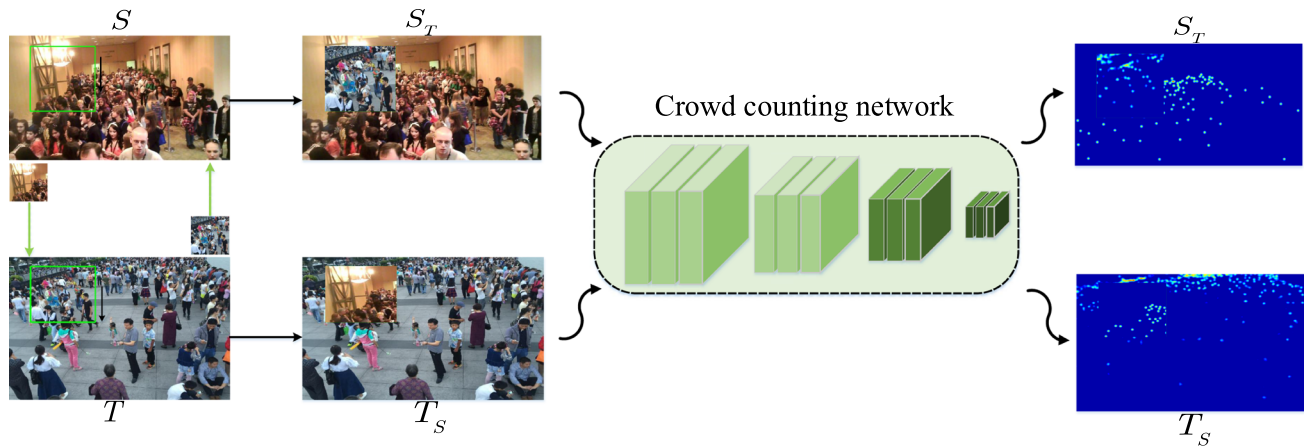 S
S_T
S_T
Crowd counting network
T
T_S
T_S